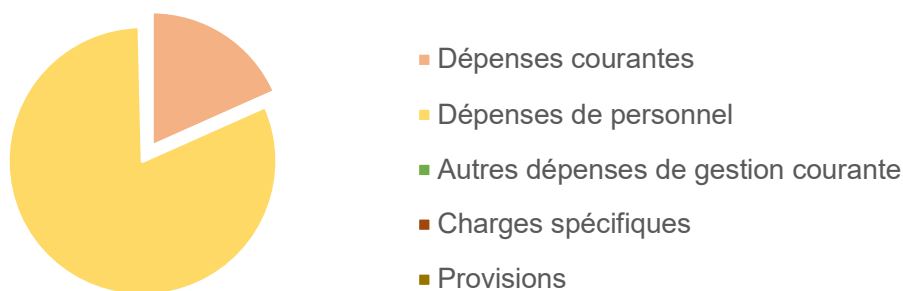 Dépenses courantes
Dépenses de personnel
Autres dépenses de gestion courante
Charges spécifiques
Provisions